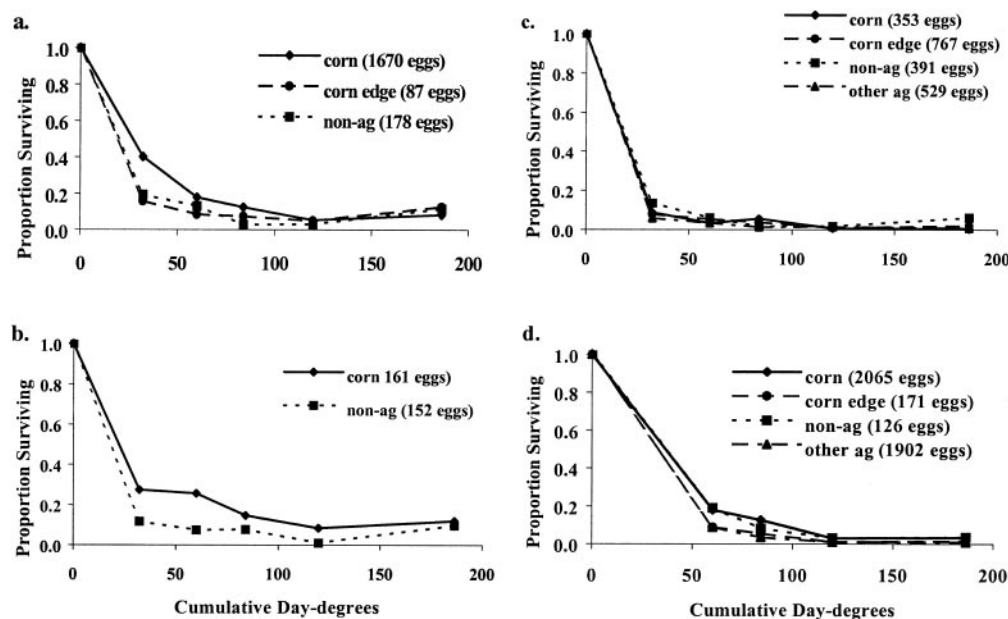 a.
Proportion Surviving
1.0
0.8
0.6
0.4
0.2
0.0
0
50
100
150
200
corn (1670 eggs)
corn edge (87 eggs)
non-ag (178 eggs)
c.
Proportion Surviving
1.0
0.8
0.6
0.4
0.2
0.0
0
50
100
150
200
corn (353 eggs)
corn edge (767 eggs)
non-ag (391 eggs)
other ag (529 eggs)
b.
Proportion Surviving
1.0
0.8
0.6
0.4
0.2
0.0
0
50
100
150
200
Cumulative Day-degrees
corn 161 eggs)
non-ag (152 eggs)
d.
Proportion Surviving
1.0
0.8
0.6
0.4
0.2
0.0
0
50
100
150
200
Cumulative Day-degrees
corn (2065 eggs)
corn edge (171 eggs)
non-ag (126 eggs)
other ag (1902 eggs)